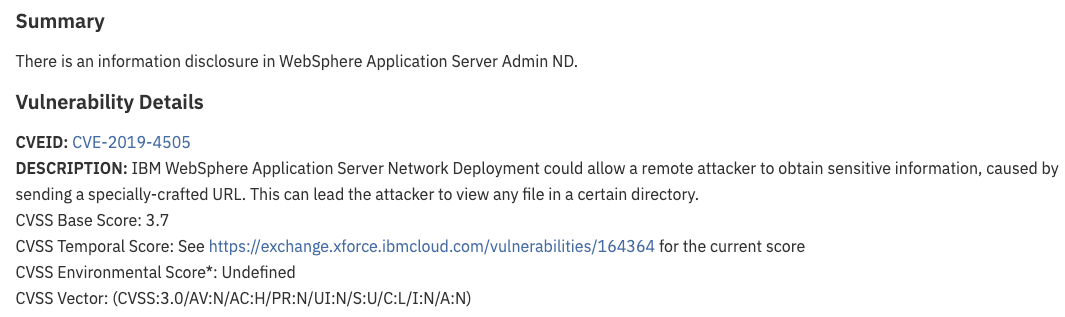 Summary
There is an information disclosure in WebSphere Application Server Admin ND.
Vulnerability Details
CVEID: CVE-2019-4505
DESCRIPTION: IBM WebSphere Application Server Network Deployment could allow a remote attacker to obtain sensitive information, caused by
sending a specially-crafted URL. This can lead the attacker to view any file in a certain directory.
CVSS Base Score: 3.7
CVSS Temporal Score: See https://exchange.xforce.ibmcloud.com/vulnerabilities/164364 for the current score
CVSS Environmental Score*: Undefined
CVSS Vector: (CVSS:3.0/AV:N/AC:H/PR:N/UI:N/S:U/C:L/I:N/A:N)